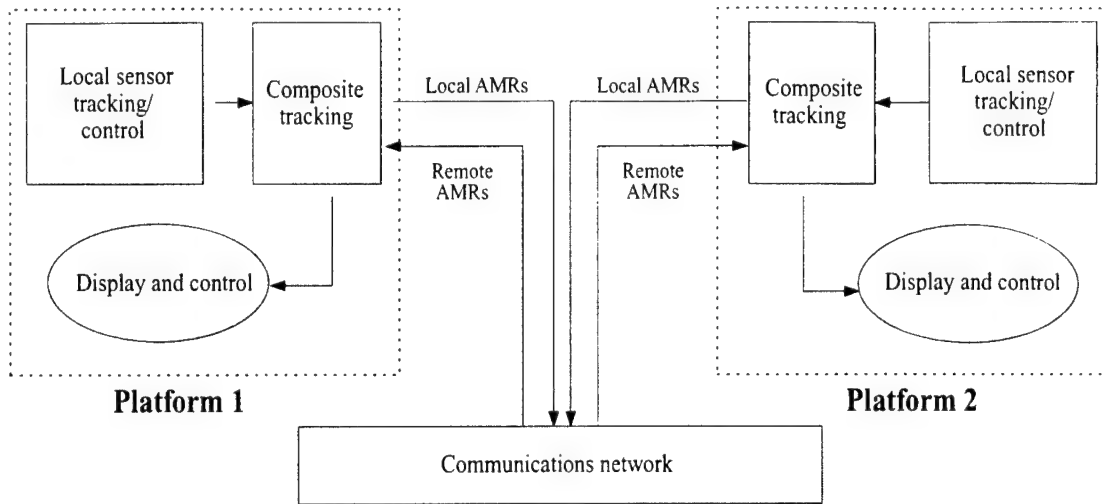 Local sensor
tracking/
control
Composite
tracking
Local AMRs
Remote
AMRs
Display and control
Platform 1
Local AMRs
Remote
AMRs
Composite
tracking
Local sensor
tracking/
control
Display and control
Platform 2
Communications network